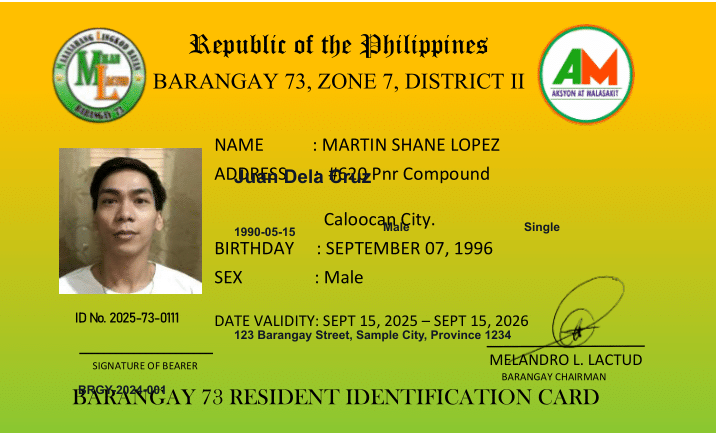 Republic of the Philippines
BARANGAY 73, ZONE 7, DISTRICT II
MAAASAHANG LINGKOD BAYAN
MILAN
ML
LACTUD
BARANGAY 73
AM
AKSYON AT MALASAKIT
NAME : MARTIN SHANE LOPEZ
ADDRESS : #620 Pnr Compound
Juan Dela Cruz
Caloocan City.
1990-05-15 Male Single
BIRTHDAY : SEPTEMBER 07, 1996
SEX : Male
ID No. 2025-73-0111
DATE VALIDITY: SEPT 15, 2025 – SEPT 15, 2026
123 Barangay Street, Sample City, Province 1234
SIGNATURE OF BEARER
MELANDRO L. LACTUD
BARANGAY CHAIRMAN
BRGY-2024-001
BARANGAY 73 RESIDENT IDENTIFICATION CARD